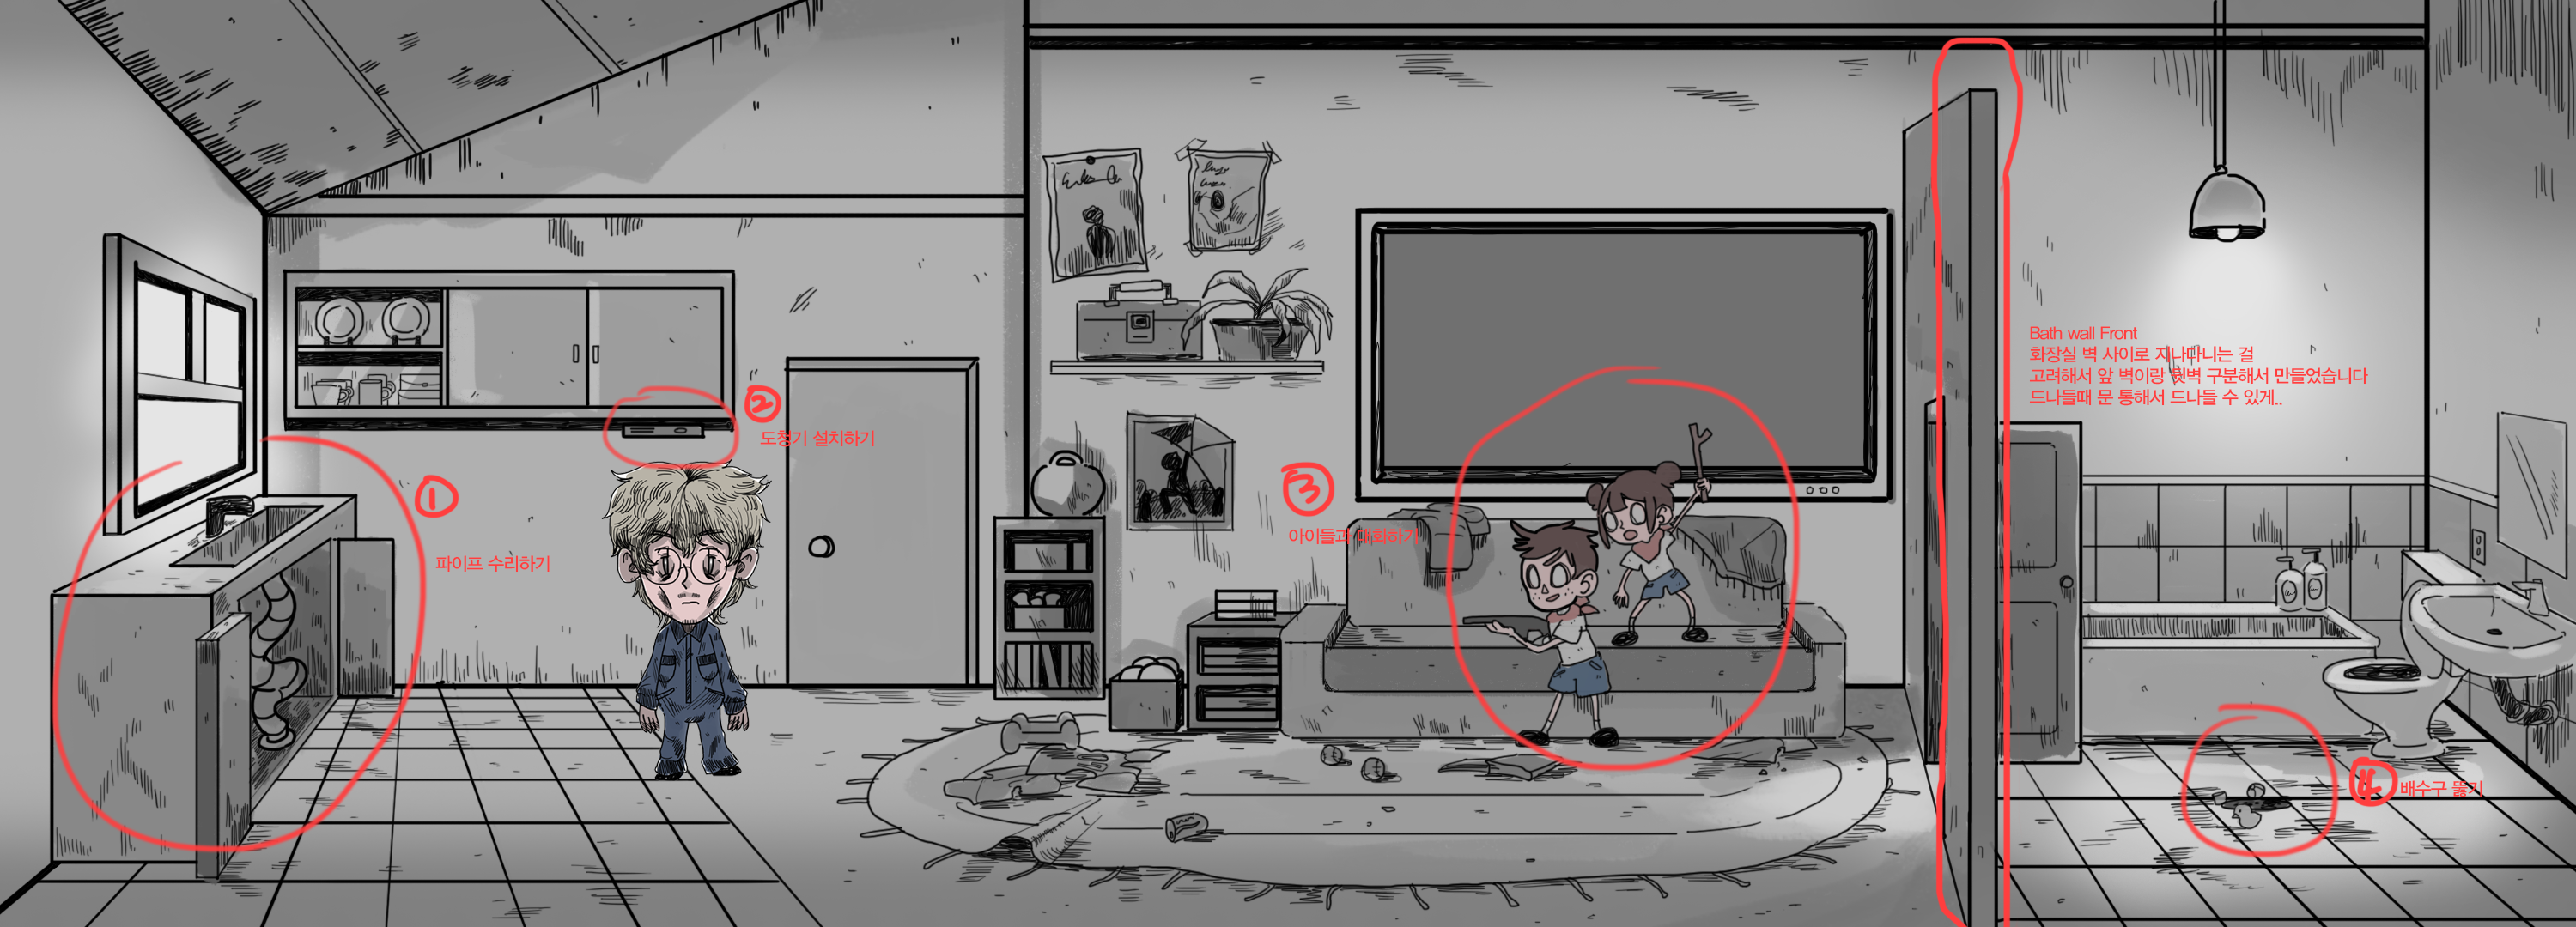 ①
파이프 수리하기
②
도청기 설치하기
③
아이들과 대화하기
Bath wall Front
화장실 벽 사이로 지나다니는 걸
고려해서 앞 벽이랑 뒷벽 구분해서 만들었습니다
드나들때 문 통해서 드나들 수 있게..
④
배수구 뚫기